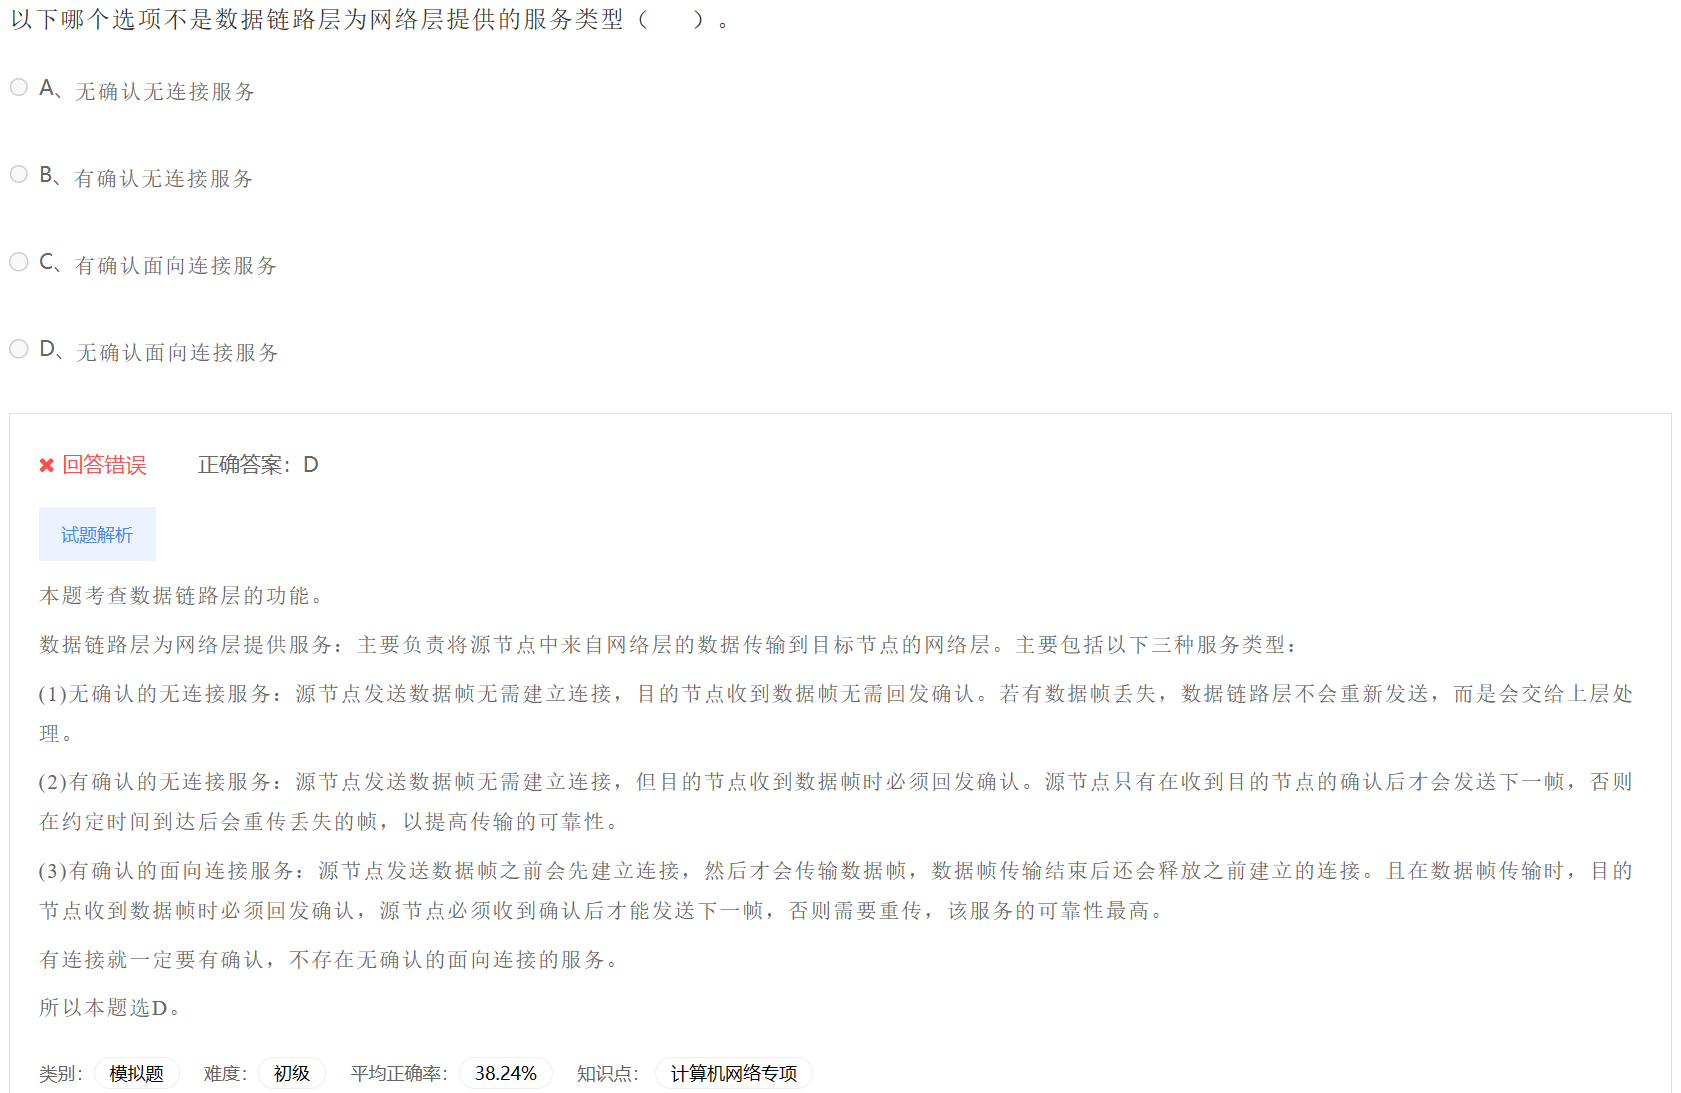 以下哪个选项不是数据链路层为网络层提供的服务类型（　　）。
A、无确认无连接服务
B、有确认无连接服务
C、有确认面向连接服务
D、无确认面向连接服务
✖ 回答错误　　正确答案：D
试题解析
本题考查数据链路层的功能。
数据链路层为网络层提供服务：主要负责将源节点中来自网络层的数据传输到目标节点的网络层。主要包括以下三种服务类型：
(1)无确认的无连接服务：源节点发送数据帧无需建立连接，目的节点收到数据帧无需回发确认。若有数据帧丢失，数据链路层不会重新发送，而是会交给上层处
理。
(2)有确认的无连接服务：源节点发送数据帧无需建立连接，但目的节点收到数据帧时必须回发确认。源节点只有在收到目的节点的确认后才会发送下一帧，否则
在约定时间到达后会重传丢失的帧，以提高传输的可靠性。
(3)有确认的面向连接服务：源节点发送数据帧之前会先建立连接，然后才会传输数据帧，数据帧传输结束后还会释放之前建立的连接。且在数据帧传输时，目的
节点收到数据帧时必须回发确认，源节点必须收到确认后才能发送下一帧，否则需要重传，该服务的可靠性最高。
有连接就一定要有确认，不存在无确认的面向连接的服务。
所以本题选D。
类别：　模拟题　难度：　初级　平均正确率：　38.24%　知识点：　计算机网络专项